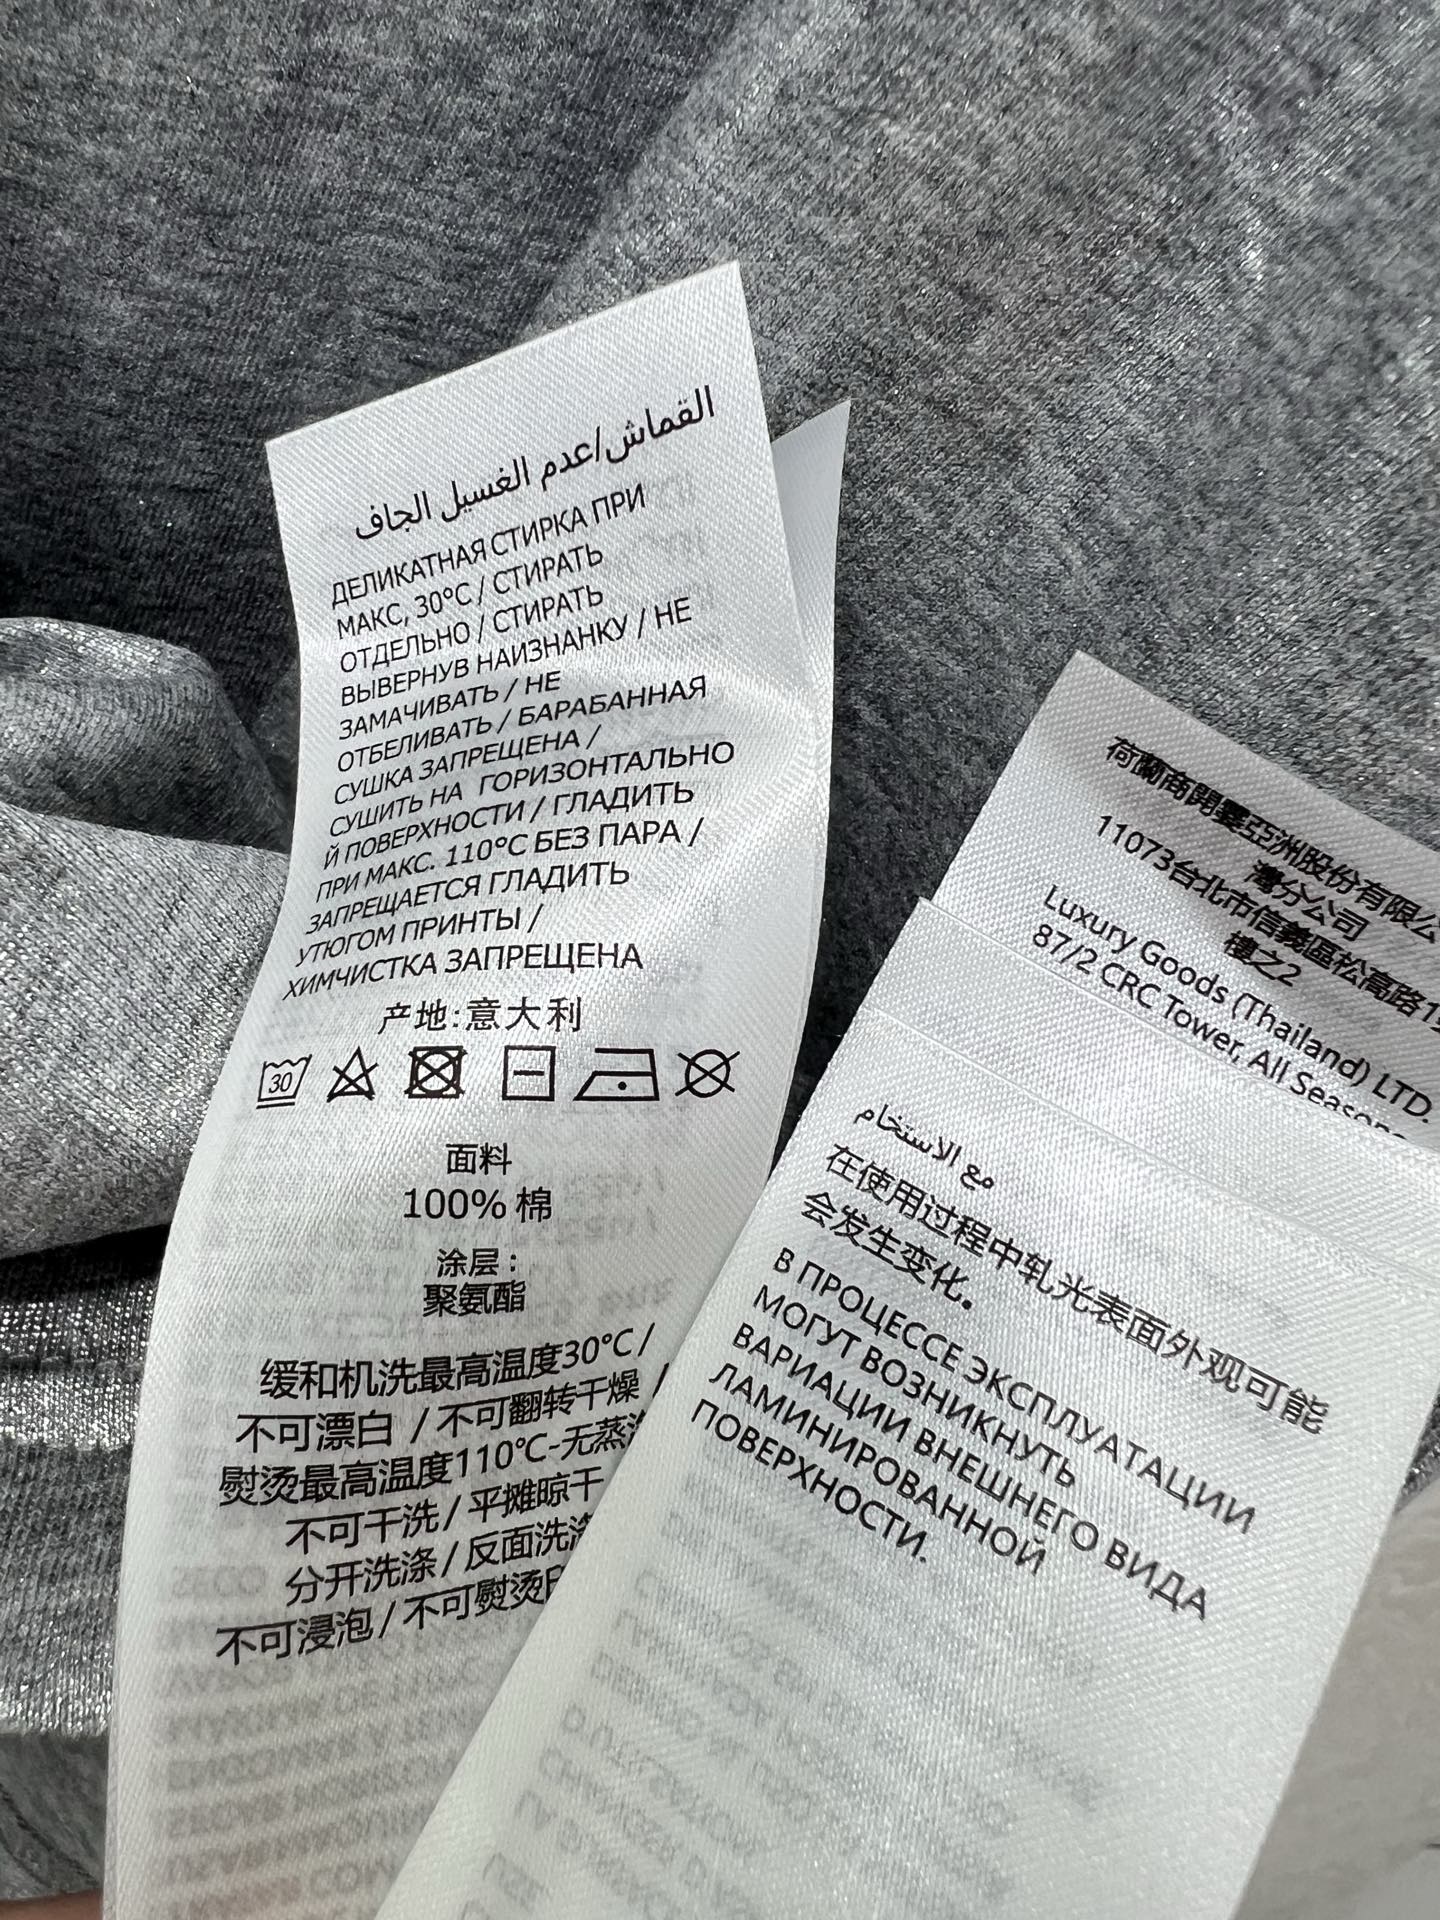 القماش/عدم الغسيل الجاف
ДЕЛИКАТНАЯ СТИРКА ПРИ
МАКС, 30°C / СТИРАТЬ
ОТДЕЛЬНО / СТИРАТЬ
ВЫВЕРНУВ НАИЗНАНКУ / НЕ
ЗАМАЧИВАТЬ / НЕ
ОТБЕЛИВАТЬ / БАРАБАННАЯ
СУШКА ЗАПРЕЩЕНА /
СУШИТЬ НА ГОРИЗОНТАЛЬНО
Й ПОВЕРХНОСТИ / ГЛАДИТЬ
ПРИ МАКС. 110°C БЕЗ ПАРА /
ЗАПРЕЩАЕТСЯ ГЛАДИТЬ
УТЮГОМ ПРИНТЫ /
ХИМЧИСТКА ЗАПРЕЩЕНА
产地:意大利
30
面料
100% 棉
涂层:
聚氨酯
缓和机洗最高温度30°C /
不可漂白 / 不可翻转干燥 /
熨烫最高温度110°C-无蒸
不可干洗 / 平摊晾干
分开洗涤 / 反面洗
不可浸泡 / 不可熨烫
荷蘭商開雲亞洲股份有限公
灣分公司
11073台北市信義區松高路1
樓之2
Luxury Goods (Thailand) LTD.
87/2 CRC Tower, All Seasons
مع الاستخام
在使用过程中轧光表面外观可能
会发生变化。
В ПРОЦЕССЕ ЭКСПЛУАТАЦИИ
МОГУТ ВОЗНИКНУТЬ
ВАРИАЦИИ ВНЕШНЕГО ВИДА
ЛАМИНИРОВАННОЙ
ПОВЕРХНОСТИ.